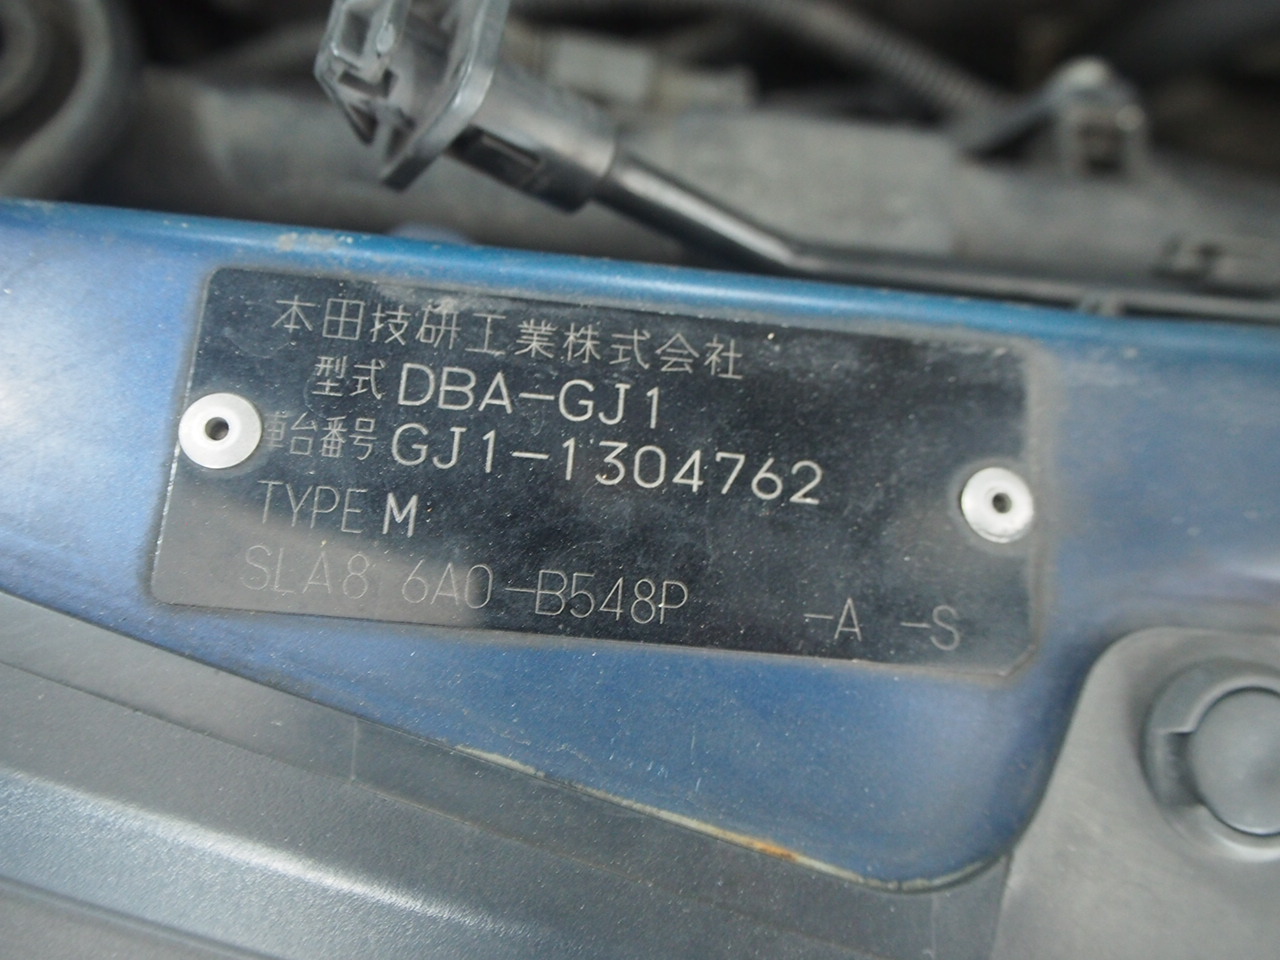 本田技研工業株式会社
型式 DBA-GJ1
車台番号 GJ1-1304762
TYPE M
SLA8 6A0-B548P -A -S